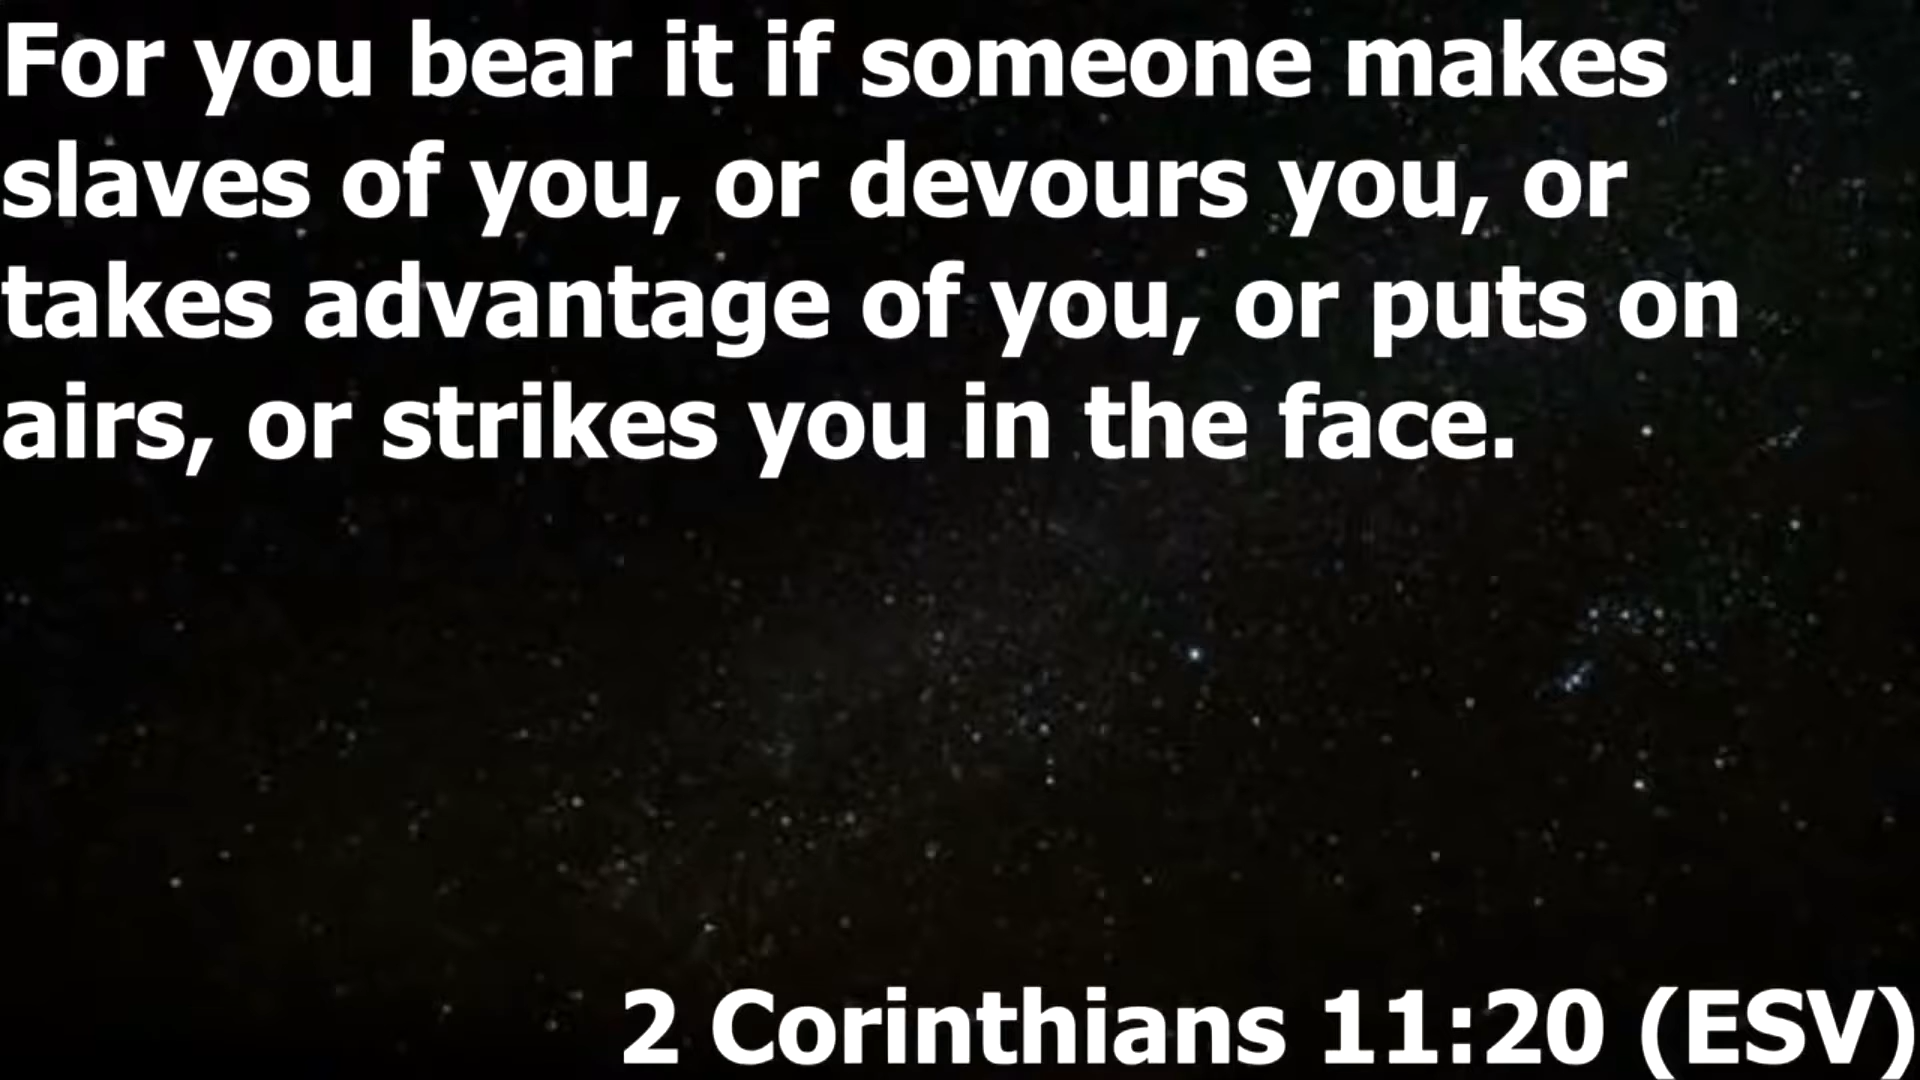 For you bear it if someone makes
slaves of you, or devours you, or
takes advantage of you, or puts on
airs, or strikes you in the face.
2 Corinthians 11:20 (ESV)